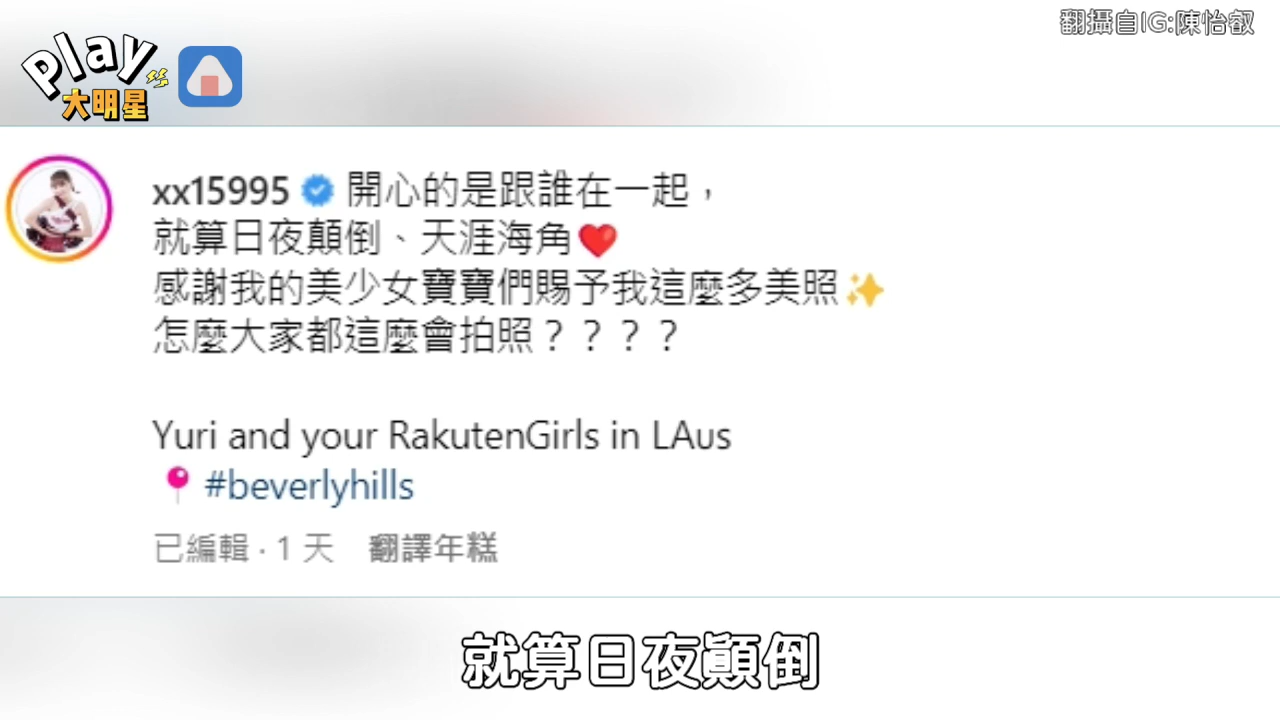 翻攝自IG:陳怡叡
Play
大明星
xx15995 開心的是跟誰在一起，
就算日夜顛倒、天涯海角❤️
感謝我的美少女寶寶們賜予我這麼多美照✨
怎麼大家都這麼會拍照？？？？
Yuri and your RakutenGirls in LAus
📍 #beverlyhills
已編輯 · 1 天 翻譯年糕
就算日夜顛倒